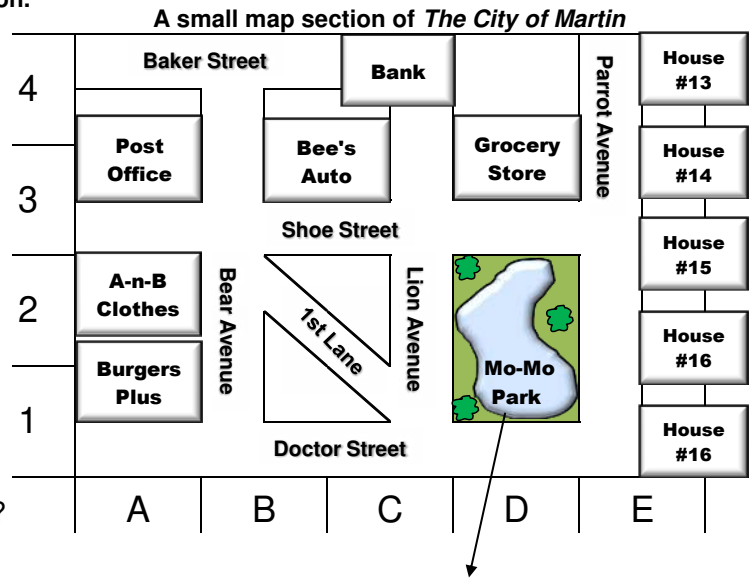 on.
A small map section of The City of Martin
4
Baker Street
Bank
Parrot Avenue
House
#13
Post
Office
Bee's
Auto
Grocery
Store
House
#14
3
Shoe Street
House
#15
2
A-n-B
Clothes
Bear Avenue
1st Lane
Lion Avenue
Burgers
Plus
Mo-Mo
Park
House
#16
1
Doctor Street
House
#16
?
A B C D E